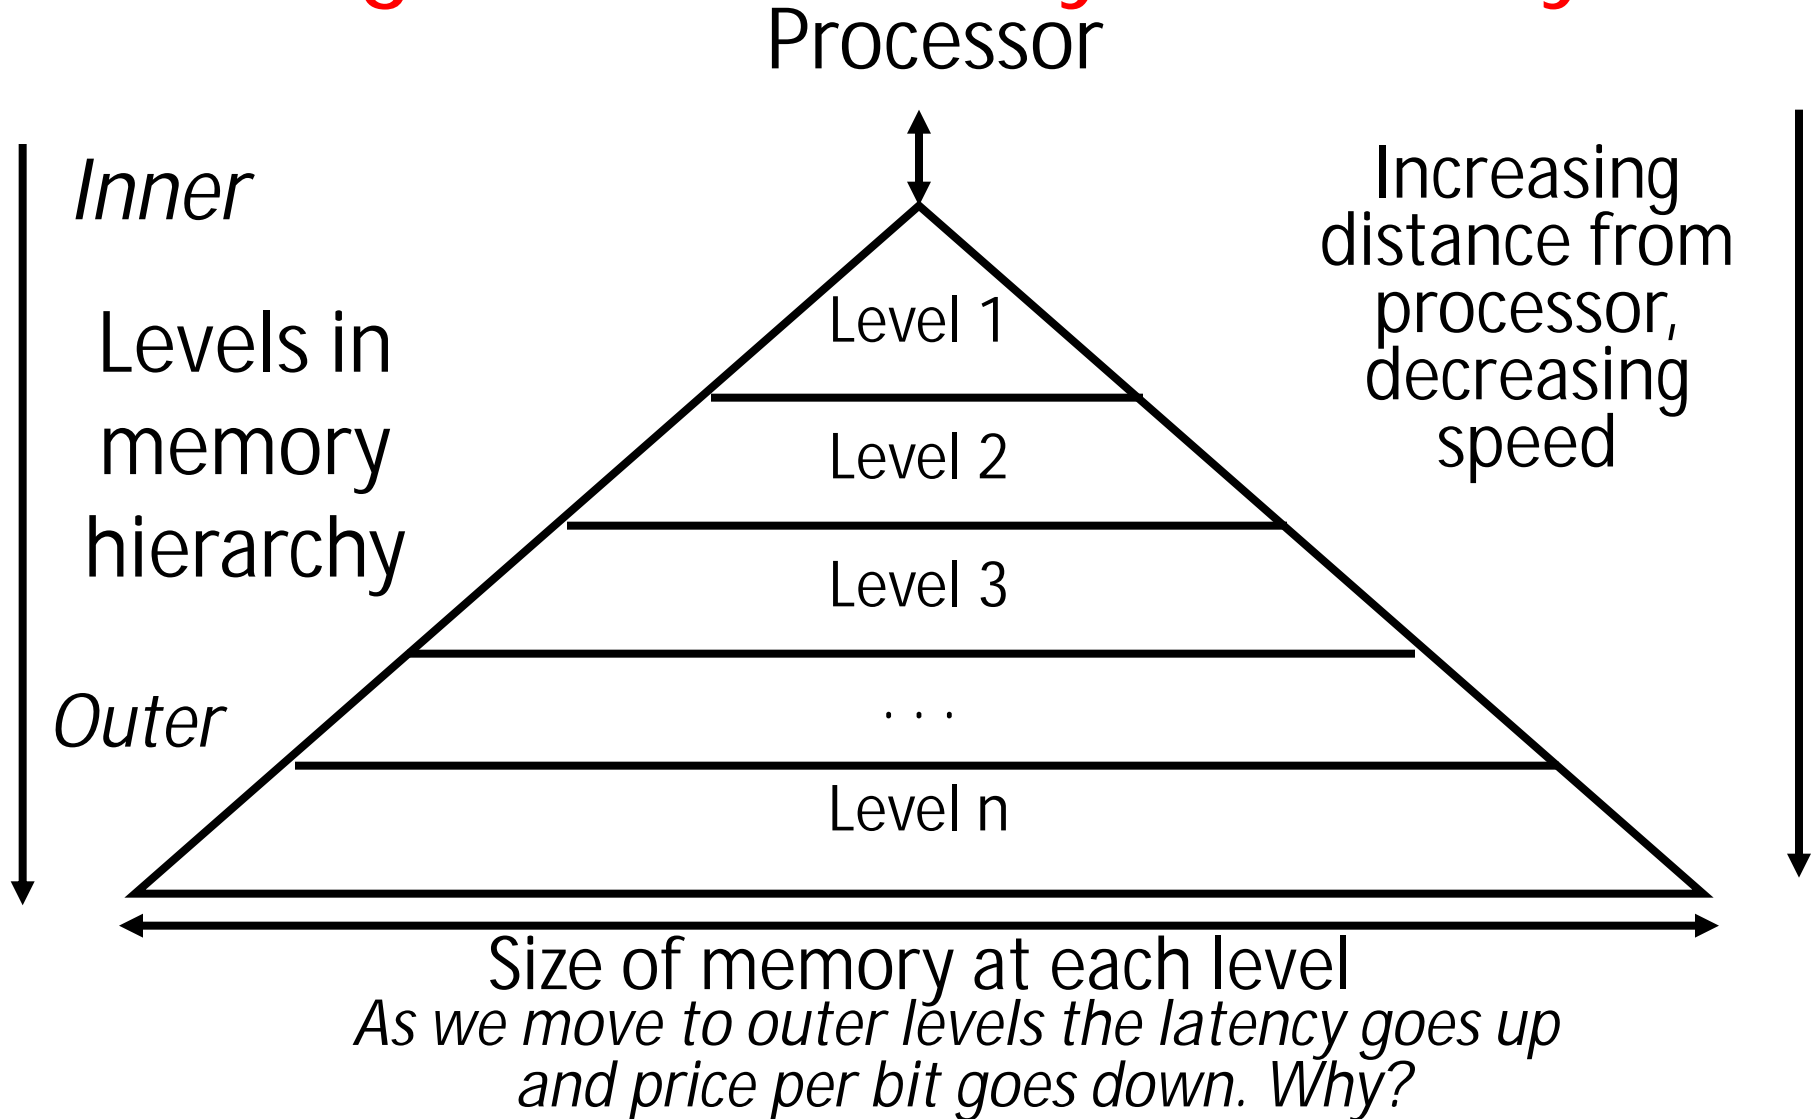 Processor
Inner
Increasing
distance from
processor,
decreasing
speed
Levels in
memory
hierarchy
Level 1
Level 2
Level 3
Outer
. . .
Level n
Size of memory at each level
As we move to outer levels the latency goes up
and price per bit goes down. Why?